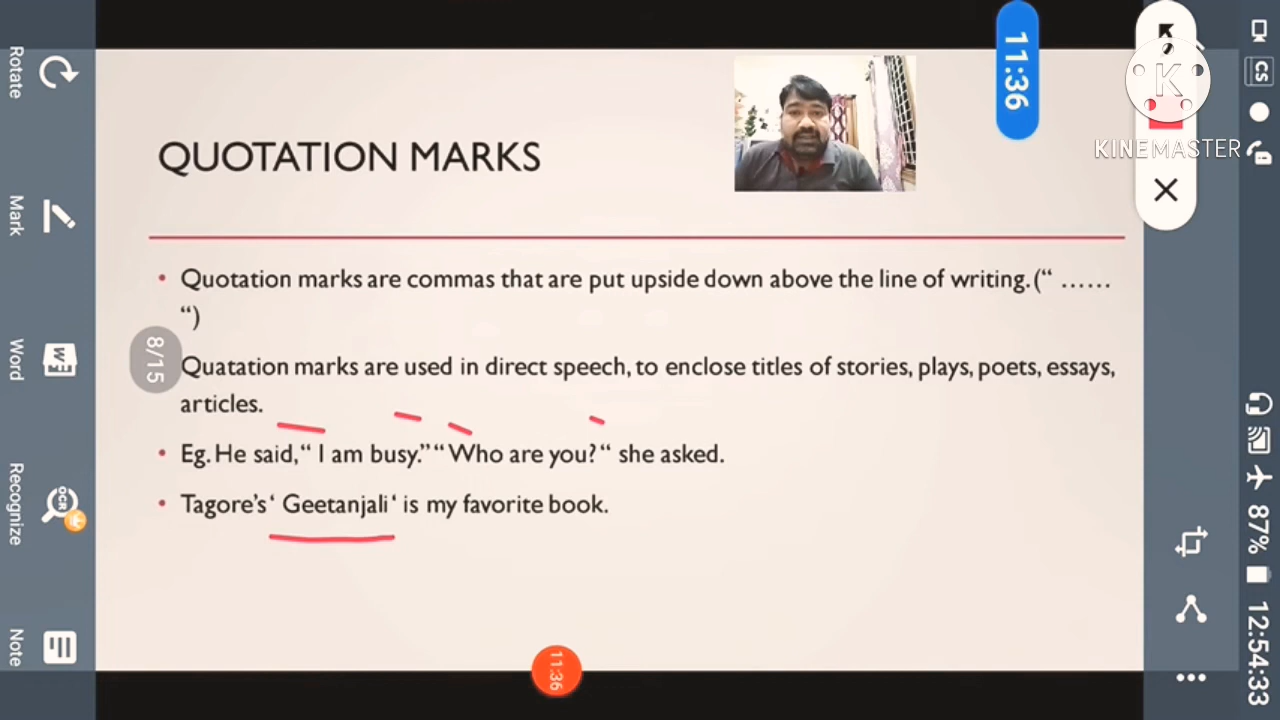 QUOTATION MARKS
Quotation marks are commas that are put upside down above the line of writing.(“ ……
“)
Quatation marks are used in direct speech, to enclose titles of stories, plays, poets, essays,
articles.
Eg. He said,“ I am busy.” “ Who are you? “ she asked.
Tagore’s‘ Geetanjali ‘ is my favorite book.
Rotate
Mark
Word
Recognize
Note
W
OCR
8/15
11:36
11:36
K
KINEMASTER
CS
87%
12:54:33